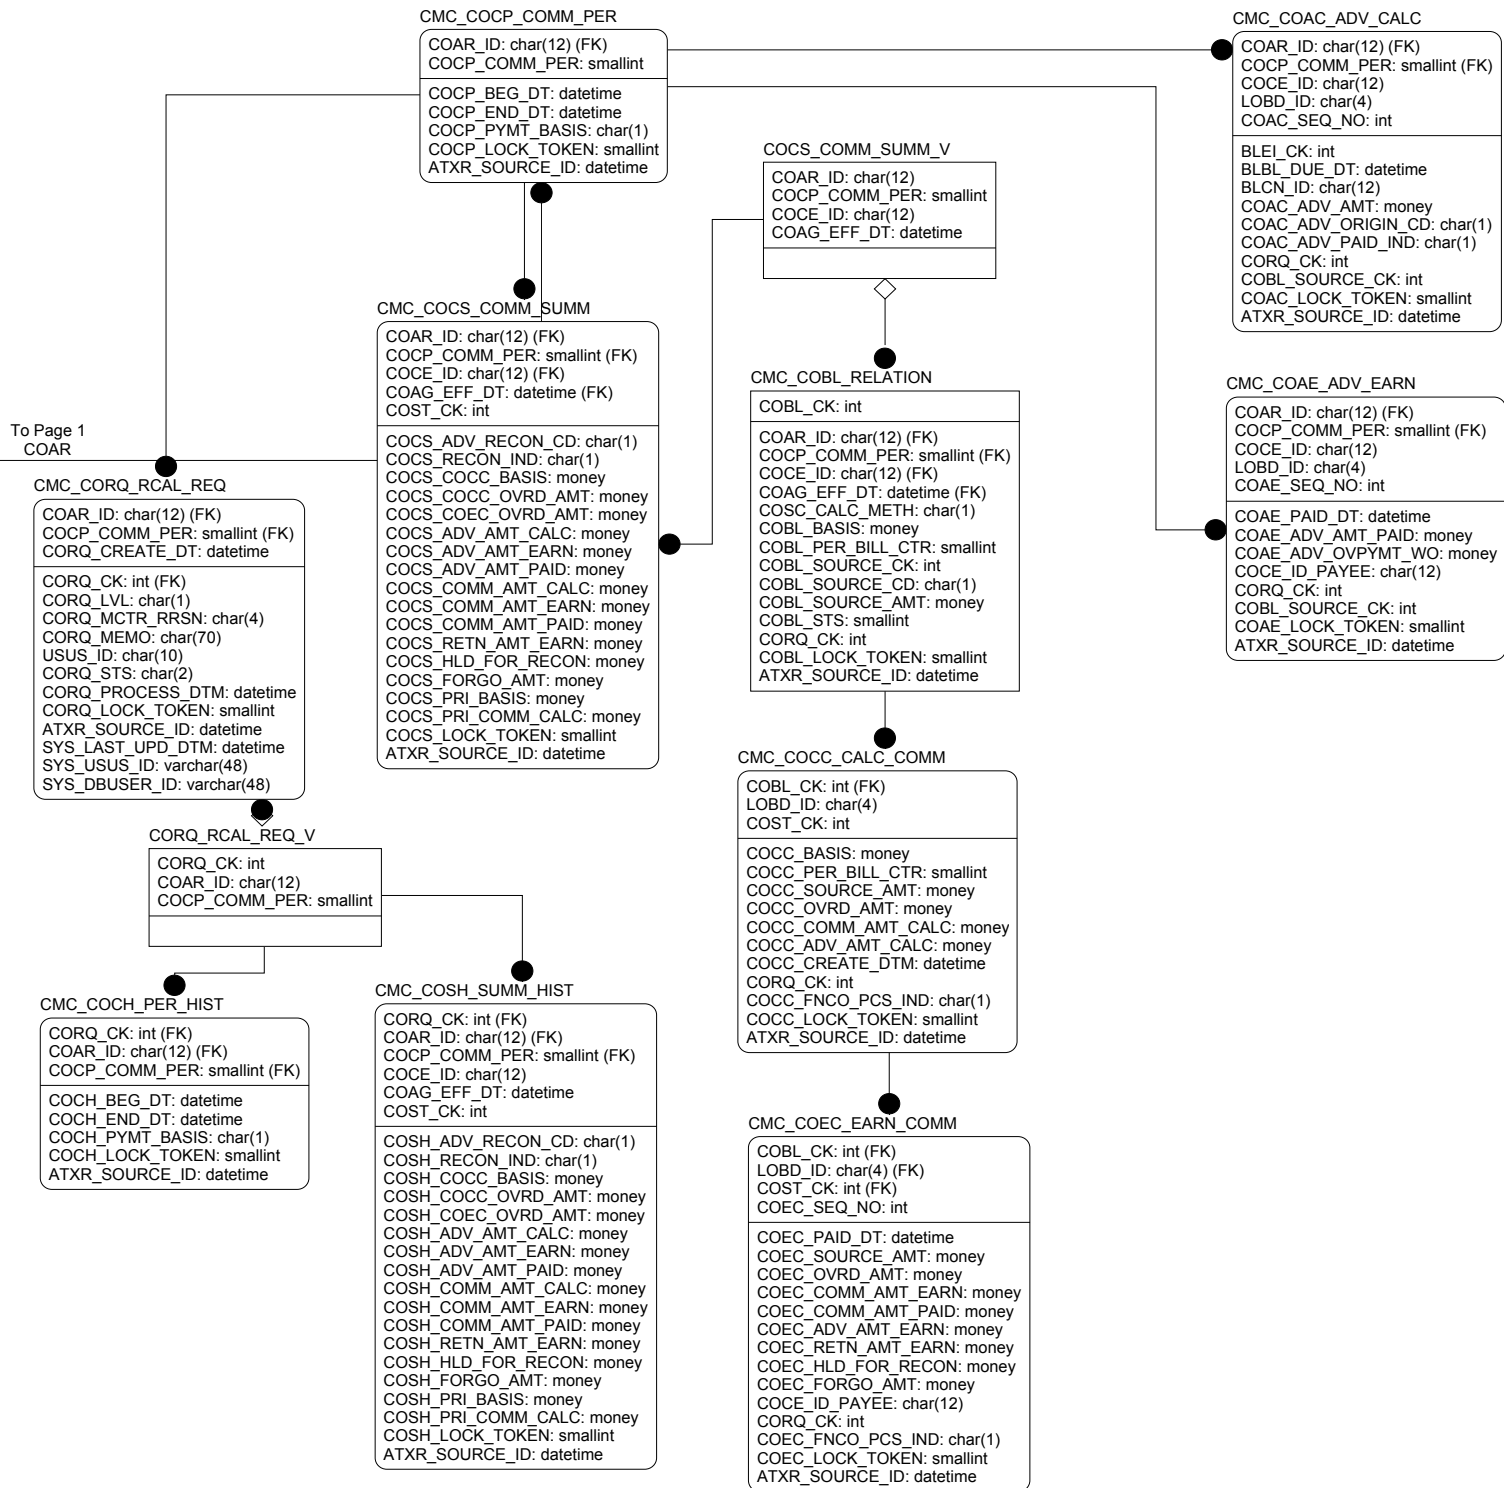 CMC_COCP_COMM_PER
COAR_ID: char(12) (FK)
COCP_COMM_PER: smallint
COCP_BEG_DT: datetime
COCP_END_DT: datetime
COCP_PYMT_BASIS: char(1)
COCP_LOCK_TOKEN: smallint
ATXR_SOURCE_ID: datetime
CMC_COAC_ADV_CALC
COAR_ID: char(12) (FK)
COCP_COMM_PER: smallint (FK)
COCE_ID: char(12)
LOBD_ID: char(4)
COAC_SEQ_NO: int
BLEI_CK: int
BLBL_DUE_DT: datetime
BLCN_ID: char(12)
COAC_ADV_AMT: money
COAC_ADV_ORIGIN_CD: char(1)
COAC_ADV_PAID_IND: char(1)
CORQ_CK: int
COBL_SOURCE_CK: int
COAC_LOCK_TOKEN: smallint
ATXR_SOURCE_ID: datetime
COCS_COMM_SUMM_V
COAR_ID: char(12)
COCP_COMM_PER: smallint
COCE_ID: char(12)
COAG_EFF_DT: datetime
CMC_COCS_COMM_SUMM
COAR_ID: char(12) (FK)
COCP_COMM_PER: smallint (FK)
COCE_ID: char(12) (FK)
COAG_EFF_DT: datetime (FK)
COST_CK: int
COCS_ADV_RECON_CD: char(1)
COCS_RECON_IND: char(1)
COCS_COCC_BASIS: money
COCS_COCC_OVRD_AMT: money
COCS_COEC_OVRD_AMT: money
COCS_ADV_AMT_CALC: money
COCS_ADV_AMT_EARN: money
COCS_ADV_AMT_PAID: money
COCS_COMM_AMT_CALC: money
COCS_COMM_AMT_EARN: money
COCS_COMM_AMT_PAID: money
COCS_RETN_AMT_EARN: money
COCS_HLD_FOR_RECON: money
COCS_FORGO_AMT: money
COCS_PRI_BASIS: money
COCS_PRI_COMM_CALC: money
COCS_LOCK_TOKEN: smallint
ATXR_SOURCE_ID: datetime
CMC_COBL_RELATION
COBL_CK: int
COAR_ID: char(12) (FK)
COCP_COMM_PER: smallint (FK)
COCE_ID: char(12) (FK)
COAG_EFF_DT: datetime (FK)
COSC_CALC_METH: char(1)
COBL_BASIS: money
COBL_PER_BILL_CTR: smallint
COBL_SOURCE_CK: int
COBL_SOURCE_CD: char(1)
COBL_SOURCE_AMT: money
COBL_STS: smallint
CORQ_CK: int
COBL_LOCK_TOKEN: smallint
ATXR_SOURCE_ID: datetime
CMC_COAE_ADV_EARN
COAR_ID: char(12) (FK)
COCP_COMM_PER: smallint (FK)
COCE_ID: char(12)
LOBD_ID: char(4)
COAE_SEQ_NO: int
COAE_PAID_DT: datetime
COAE_ADV_AMT_PAID: money
COAE_ADV_OVPYMT_WO: money
COCE_ID_PAYEE: char(12)
CORQ_CK: int
COBL_SOURCE_CK: int
COAE_LOCK_TOKEN: smallint
ATXR_SOURCE_ID: datetime
To Page 1
COAR
CMC_CORQ_RCAL_REQ
COAR_ID: char(12) (FK)
COCP_COMM_PER: smallint (FK)
CORQ_CREATE_DT: datetime
CORQ_CK: int (FK)
CORQ_LVL: char(1)
CORQ_MCTR_RRSN: char(4)
CORQ_MEMO: char(70)
USUS_ID: char(10)
CORQ_STS: char(2)
CORQ_PROCESS_DTM: datetime
CORQ_LOCK_TOKEN: smallint
ATXR_SOURCE_ID: datetime
SYS_LAST_UPD_DTM: datetime
SYS_USUS_ID: varchar(48)
SYS_DBUSER_ID: varchar(48)
CORQ_RCAL_REQ_V
CORQ_CK: int
COAR_ID: char(12)
COCP_COMM_PER: smallint
CMC_COCC_CALC_COMM
COBL_CK: int (FK)
LOBD_ID: char(4)
COST_CK: int
COCC_BASIS: money
COCC_PER_BILL_CTR: smallint
COCC_SOURCE_AMT: money
COCC_OVRD_AMT: money
COCC_COMM_AMT_CALC: money
COCC_ADV_AMT_CALC: money
COCC_CREATE_DTM: datetime
CORQ_CK: int
COCC_FNCO_PCS_IND: char(1)
COCC_LOCK_TOKEN: smallint
ATXR_SOURCE_ID: datetime
CMC_COCH_PER_HIST
CORQ_CK: int (FK)
COAR_ID: char(12) (FK)
COCP_COMM_PER: smallint (FK)
COCH_BEG_DT: datetime
COCH_END_DT: datetime
COCH_PYMT_BASIS: char(1)
COCH_LOCK_TOKEN: smallint
ATXR_SOURCE_ID: datetime
CMC_COSH_SUMM_HIST
CORQ_CK: int (FK)
COAR_ID: char(12) (FK)
COCP_COMM_PER: smallint (FK)
COCE_ID: char(12)
COAG_EFF_DT: datetime
COST_CK: int
COSH_ADV_RECON_CD: char(1)
COSH_RECON_IND: char(1)
COSH_COCC_BASIS: money
COSH_COCC_OVRD_AMT: money
COSH_COEC_OVRD_AMT: money
COSH_ADV_AMT_CALC: money
COSH_ADV_AMT_EARN: money
COSH_ADV_AMT_PAID: money
COSH_COMM_AMT_CALC: money
COSH_COMM_AMT_EARN: money
COSH_COMM_AMT_PAID: money
COSH_RETN_AMT_EARN: money
COSH_HLD_FOR_RECON: money
COSH_FORGO_AMT: money
COSH_PRI_BASIS: money
COSH_PRI_COMM_CALC: money
COSH_LOCK_TOKEN: smallint
ATXR_SOURCE_ID: datetime
CMC_COEC_EARN_COMM
COBL_CK: int (FK)
LOBD_ID: char(4) (FK)
COST_CK: int (FK)
COEC_SEQ_NO: int
COEC_PAID_DT: datetime
COEC_SOURCE_AMT: money
COEC_OVRD_AMT: money
COEC_COMM_AMT_EARN: money
COEC_COMM_AMT_PAID: money
COEC_ADV_AMT_EARN: money
COEC_RETN_AMT_EARN: money
COEC_HLD_FOR_RECON: money
COEC_FORGO_AMT: money
COCE_ID_PAYEE: char(12)
CORQ_CK: int
COEC_FNCO_PCS_IND: char(1)
COEC_LOCK_TOKEN: smallint
ATXR_SOURCE_ID: datetime